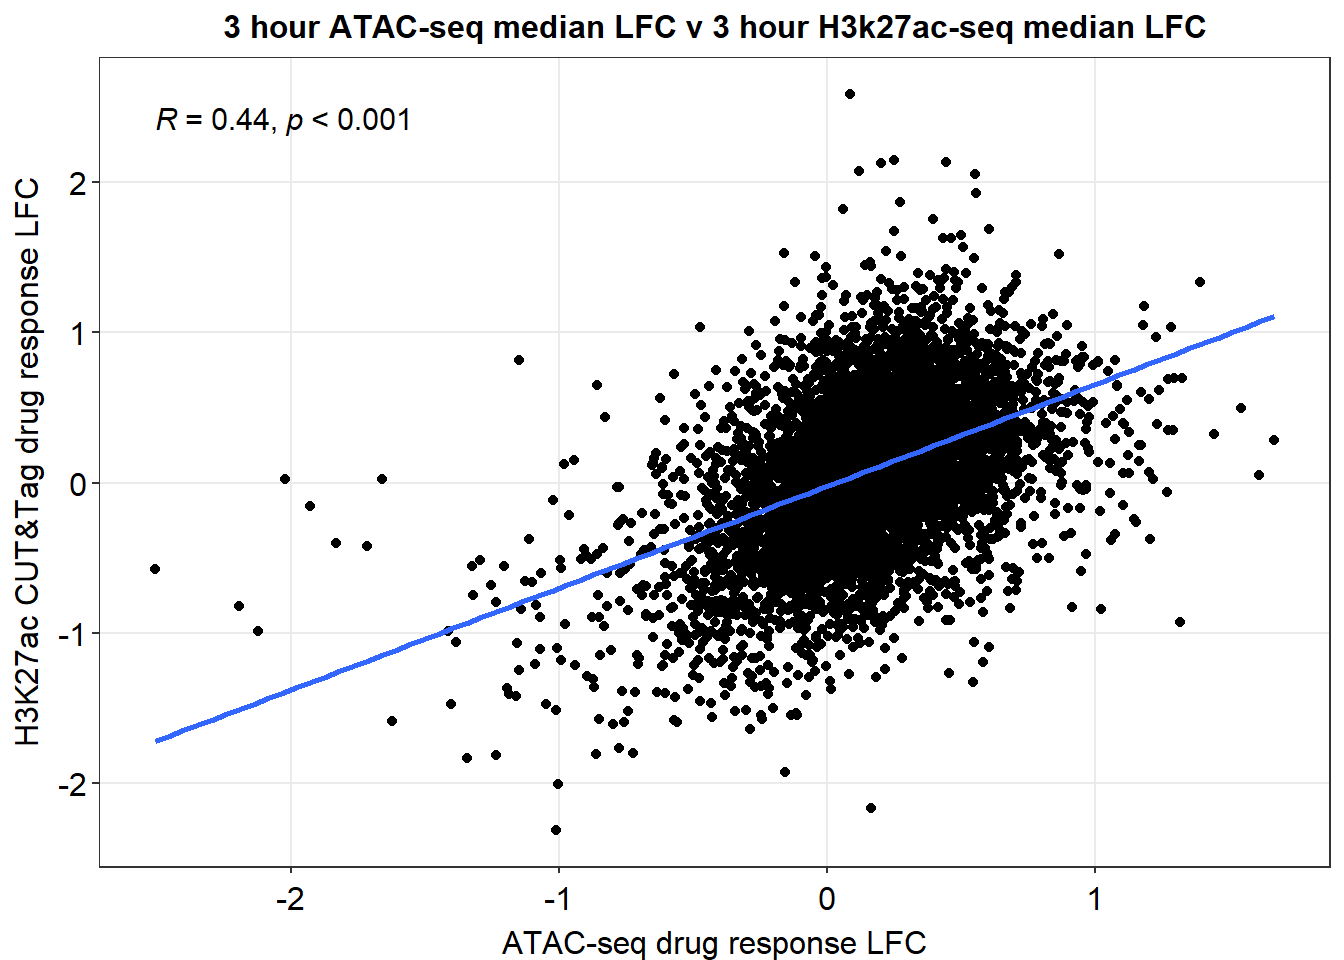 3 hour ATAC-seq median LFC v 3 hour H3k27ac-seq median LFC
R = 0.44, p < 0.001
H3K27ac CUT&Tag drug response LFC
2
1
0
-1
-2
-2
-1
0
1
ATAC-seq drug response LFC